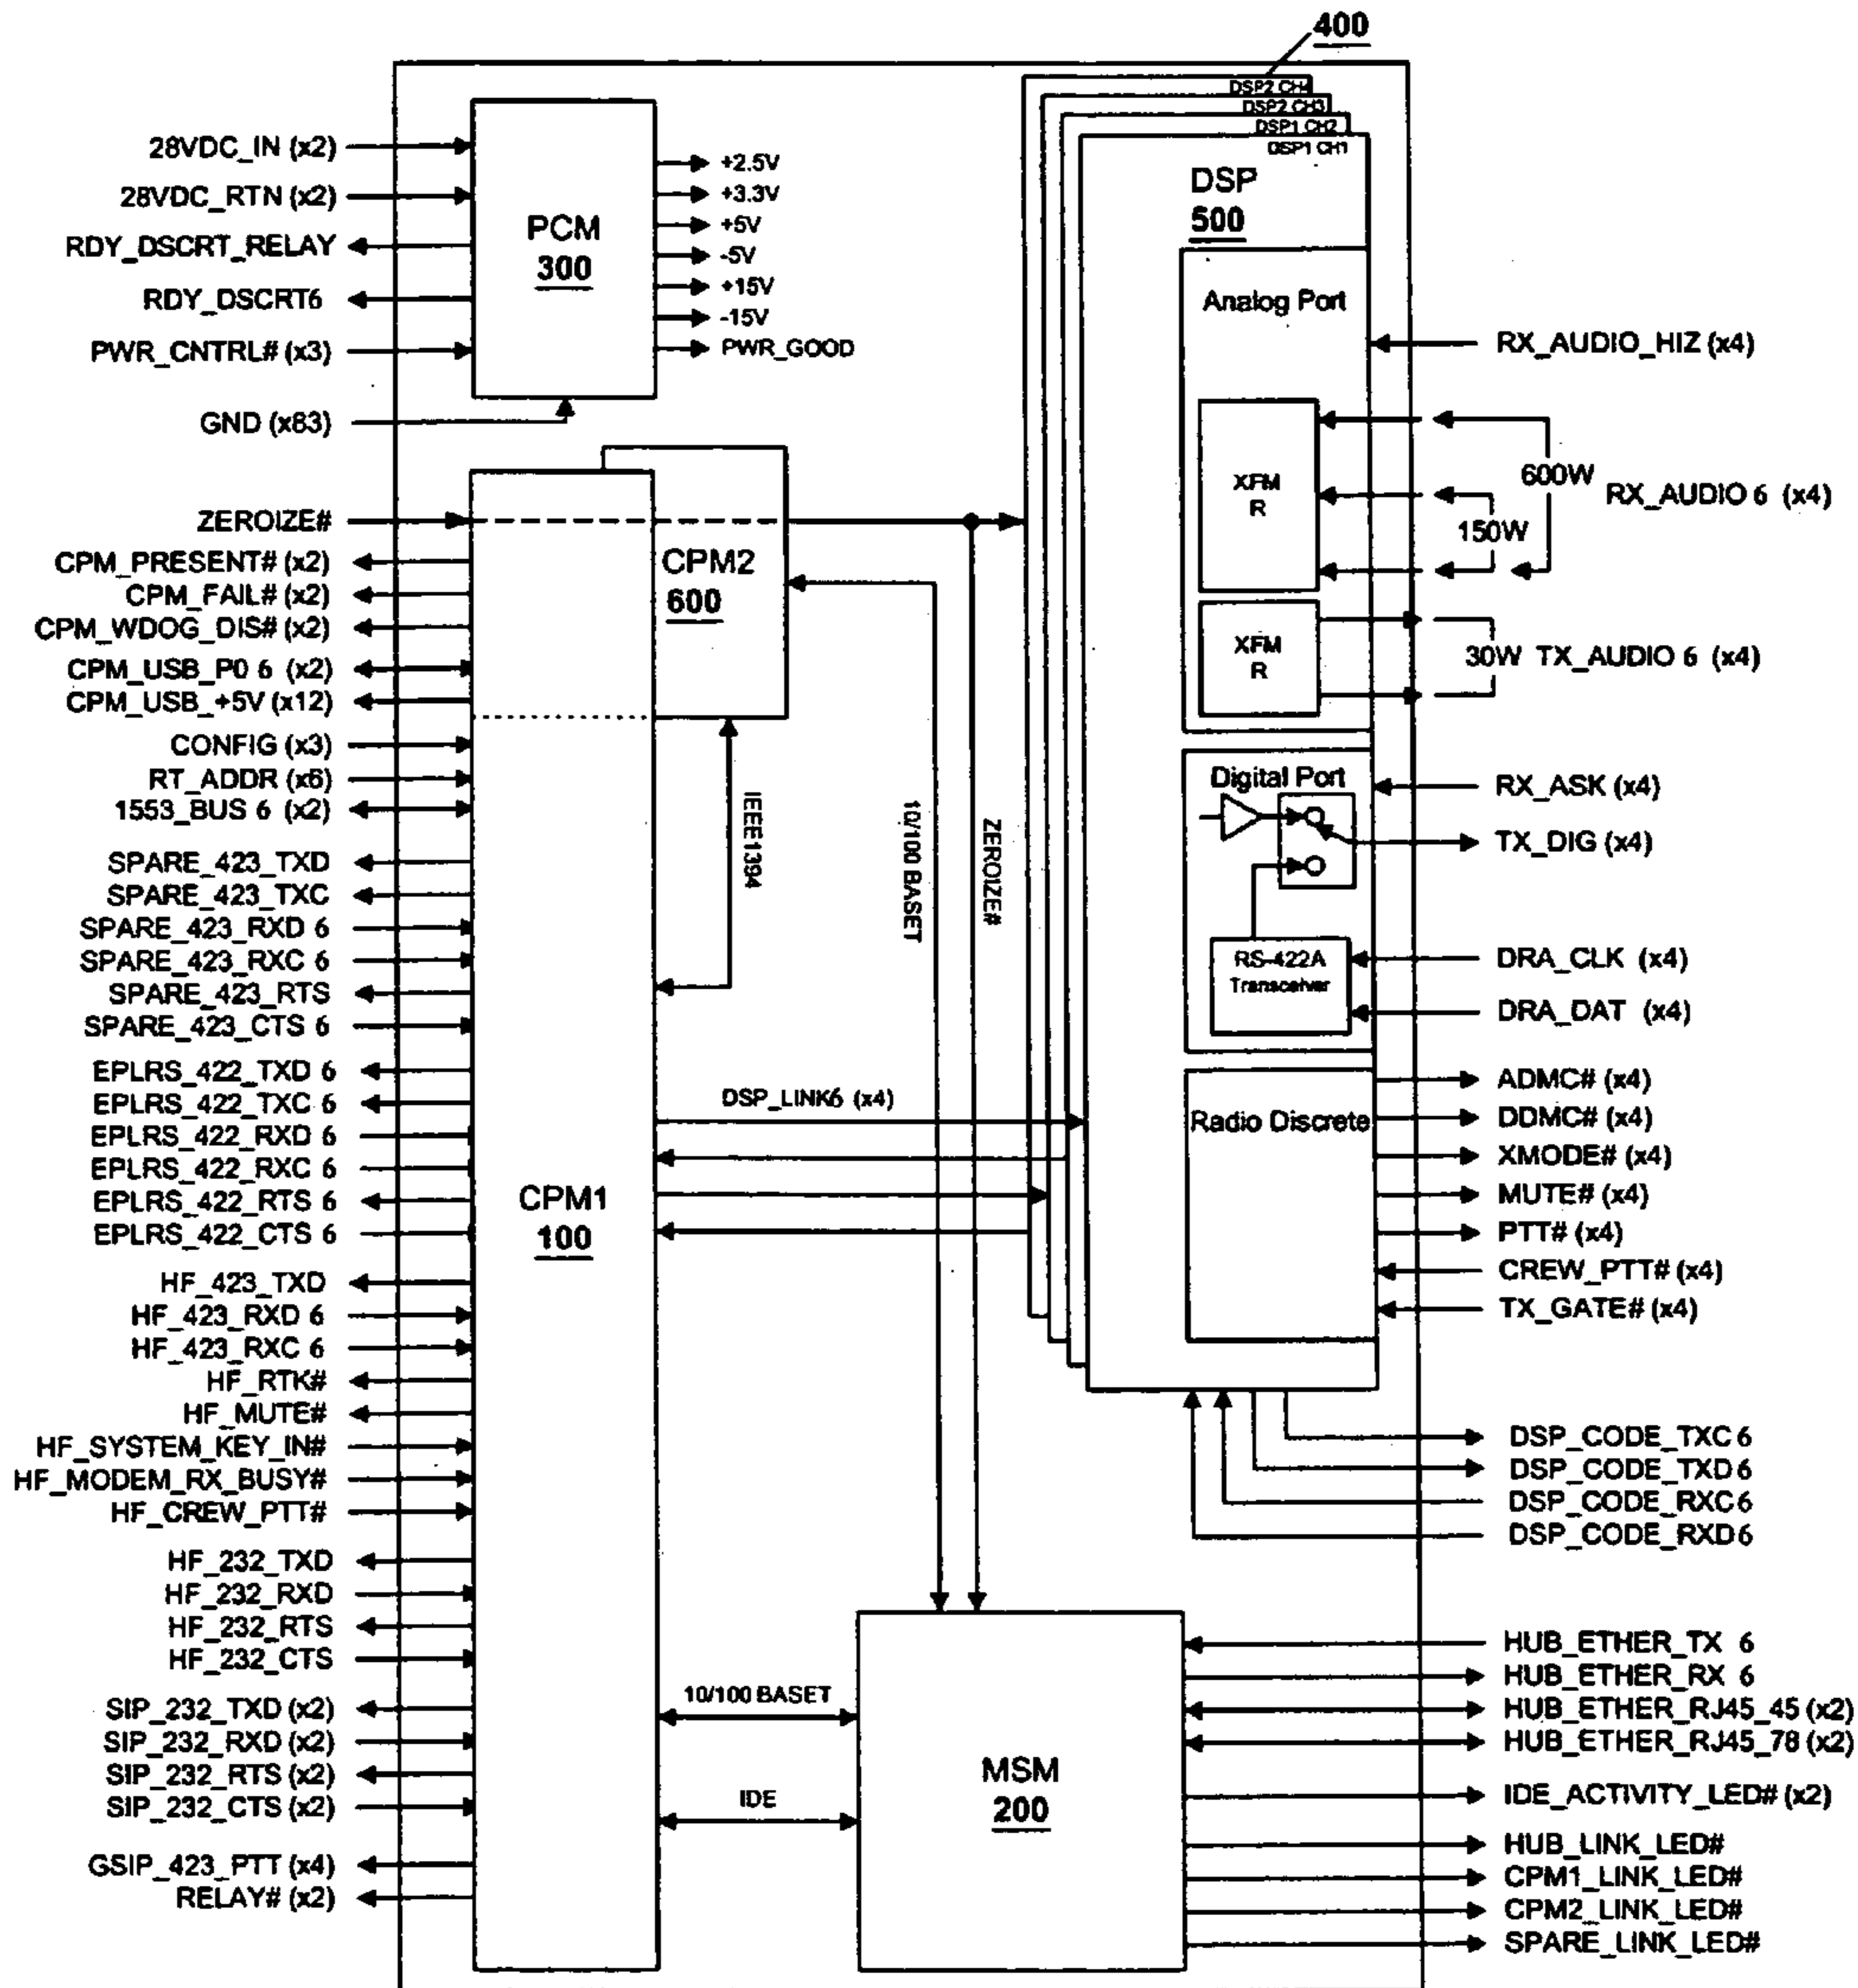 400
DSP2 CH4
DSP2 CH3
DSP1 CH2
DSP1 CH1
28VDC_IN (x2)
28VDC_RTN (x2)
RDY_DSCRT_RELAY
RDY_DSCRT6
PWR_CNTRL# (x3)
GND (x83)
PCM
300
+2.5V
+3.3V
+5V
-5V
+15V
-15V
PWR_GOOD
DSP
500
Analog Port
XFM
R
XFM
R
RX_AUDIO_HIZ (x4)
600W
RX_AUDIO 6 (x4)
150W
30W TX_AUDIO 6 (x4)
ZEROIZE#
CPM_PRESENT# (x2)
CPM_FAIL# (x2)
CPM_WDOG_DIS# (x2)
CPM_USB_P0 6 (x2)
CPM_USB_+5V (x12)
CONFIG (x3)
RT_ADDR (x6)
1553_BUS 6 (x2)
CPM2
600
IEEE1394
10/100 BASET
ZEROIZE#
Digital Port
RS-422A
Transceiver
RX_ASK (x4)
TX_DIG (x4)
DRA_CLK (x4)
DRA_DAT (x4)
SPARE_423_TXD
SPARE_423_TXC
SPARE_423_RXD 6
SPARE_423_RXC 6
SPARE_423_RTS
SPARE_423_CTS 6
EPLRS_422_TXD 6
EPLRS_422_TXC 6
EPLRS_422_RXD 6
EPLRS_422_RXC 6
EPLRS_422_RTS 6
EPLRS_422_CTS 6
CPM1
100
DSP_LINK6 (x4)
Radio Discrete
ADMC# (x4)
DDMC# (x4)
XMODE# (x4)
MUTE# (x4)
PTT# (x4)
CREW_PTT# (x4)
TX_GATE# (x4)
HF_423_TXD
HF_423_RXD 6
HF_423_RXC 6
HF_RTK#
HF_MUTE#
HF_SYSTEM_KEY_IN#
HF_MODEM_RX_BUSY#
HF_CREW_PTT#
DSP_CODE_TXC 6
DSP_CODE_TXD 6
DSP_CODE_RXC 6
DSP_CODE_RXD 6
HF_232_TXD
HF_232_RXD
HF_232_RTS
HF_232_CTS
SIP_232_TXD (x2)
SIP_232_RXD (x2)
SIP_232_RTS (x2)
SIP_232_CTS (x2)
GSIP_423_PTT (x4)
RELAY# (x2)
10/100 BASET
IDE
MSM
200
HUB_ETHER_TX 6
HUB_ETHER_RX 6
HUB_ETHER_RJ45_45 (x2)
HUB_ETHER_RJ45_78 (x2)
IDE_ACTIVITY_LED# (x2)
HUB_LINK_LED#
CPM1_LINK_LED#
CPM2_LINK_LED#
SPARE_LINK_LED#